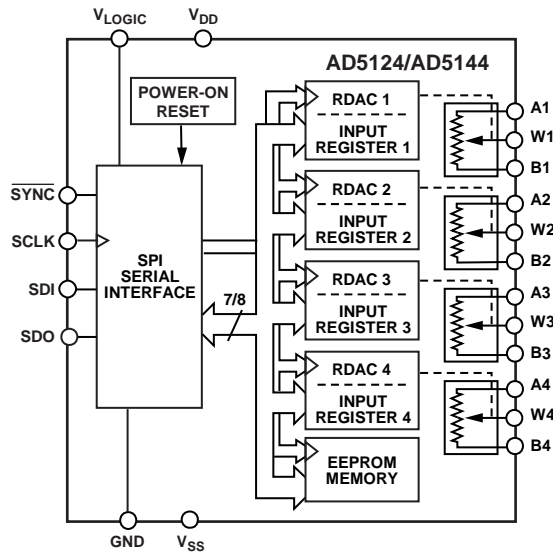 VLOGIC
VDD
AD5124/AD5144
POWER-ON
RESET
RDAC 1
INPUT
REGISTER 1
A1
W1
B1
SYNC
SCLK
SDI
SDO
SPI
SERIAL
INTERFACE
7/8
RDAC 2
INPUT
REGISTER 2
A2
W2
B2
RDAC 3
INPUT
REGISTER 3
A3
W3
B3
RDAC 4
INPUT
REGISTER 4
A4
W4
B4
EEPROM
MEMORY
GND
VSS